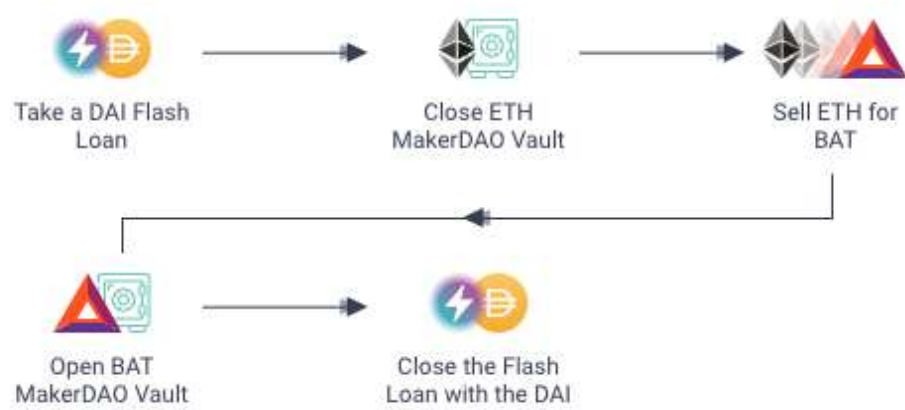 Take a DAI Flash
Loan
Close ETH
MakerDAO Vault
Sell ETH for
BAT
Open BAT
MakerDAO Vault
Close the Flash
Loan with the DAI